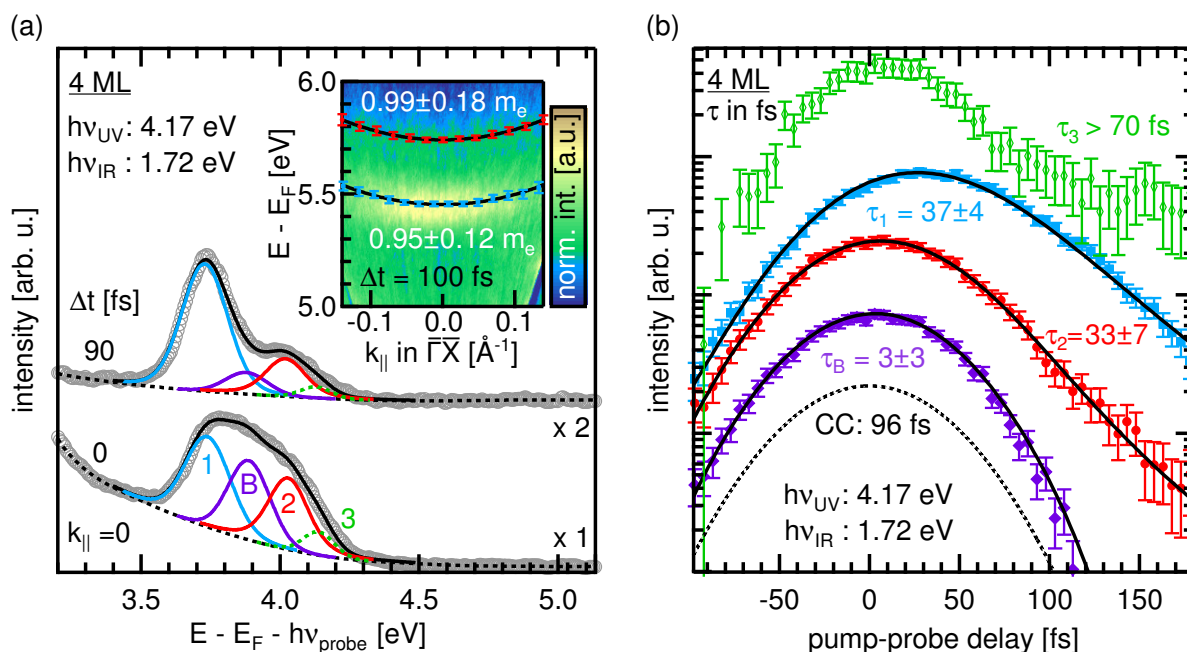 (a)
4 ML
hν_UV: 4.17 eV
hν_IR: 1.72 eV
6.0
5.5
5.0
E - E_F [eV]
0.99±0.18 m_e
0.95±0.12 m_e
Δt = 100 fs
-0.1
0.0
0.1
k_|| in Γ̅X̅ [Å⁻¹]
norm. int. [a.u.]
intensity [arb. u.]
Δt [fs]
90
x 2
0
1
B
2
3
k_|| =0
x 1
3.5
4.0
4.5
5.0
E - E_F - hν_probe [eV]
(b)
4 ML
τ in fs
τ₃ > 70 fs
τ₁ = 37±4
τ₂=33±7
τ_B = 3±3
CC: 96 fs
hν_UV: 4.17 eV
hν_IR : 1.72 eV
intensity [arb. u.]
-50
0
50
100
150
pump-probe delay [fs]